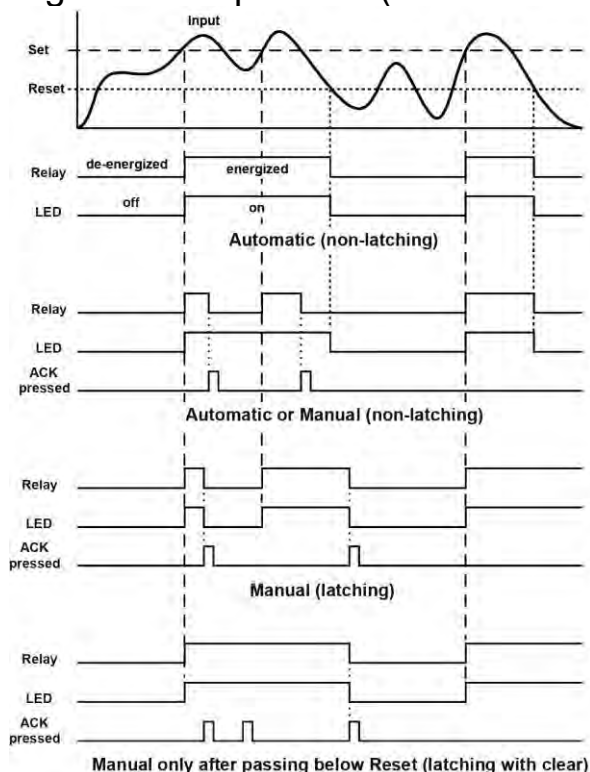 Input
Set
Reset
de-energized
energized
Relay
off
on
LED
Automatic (non-latching)
Relay
LED
ACK
pressed
Automatic or Manual (non-latching)
Relay
LED
ACK
pressed
Manual (latching)
Relay
LED
ACK
pressed
Manual only after passing below Reset (latching with clear)